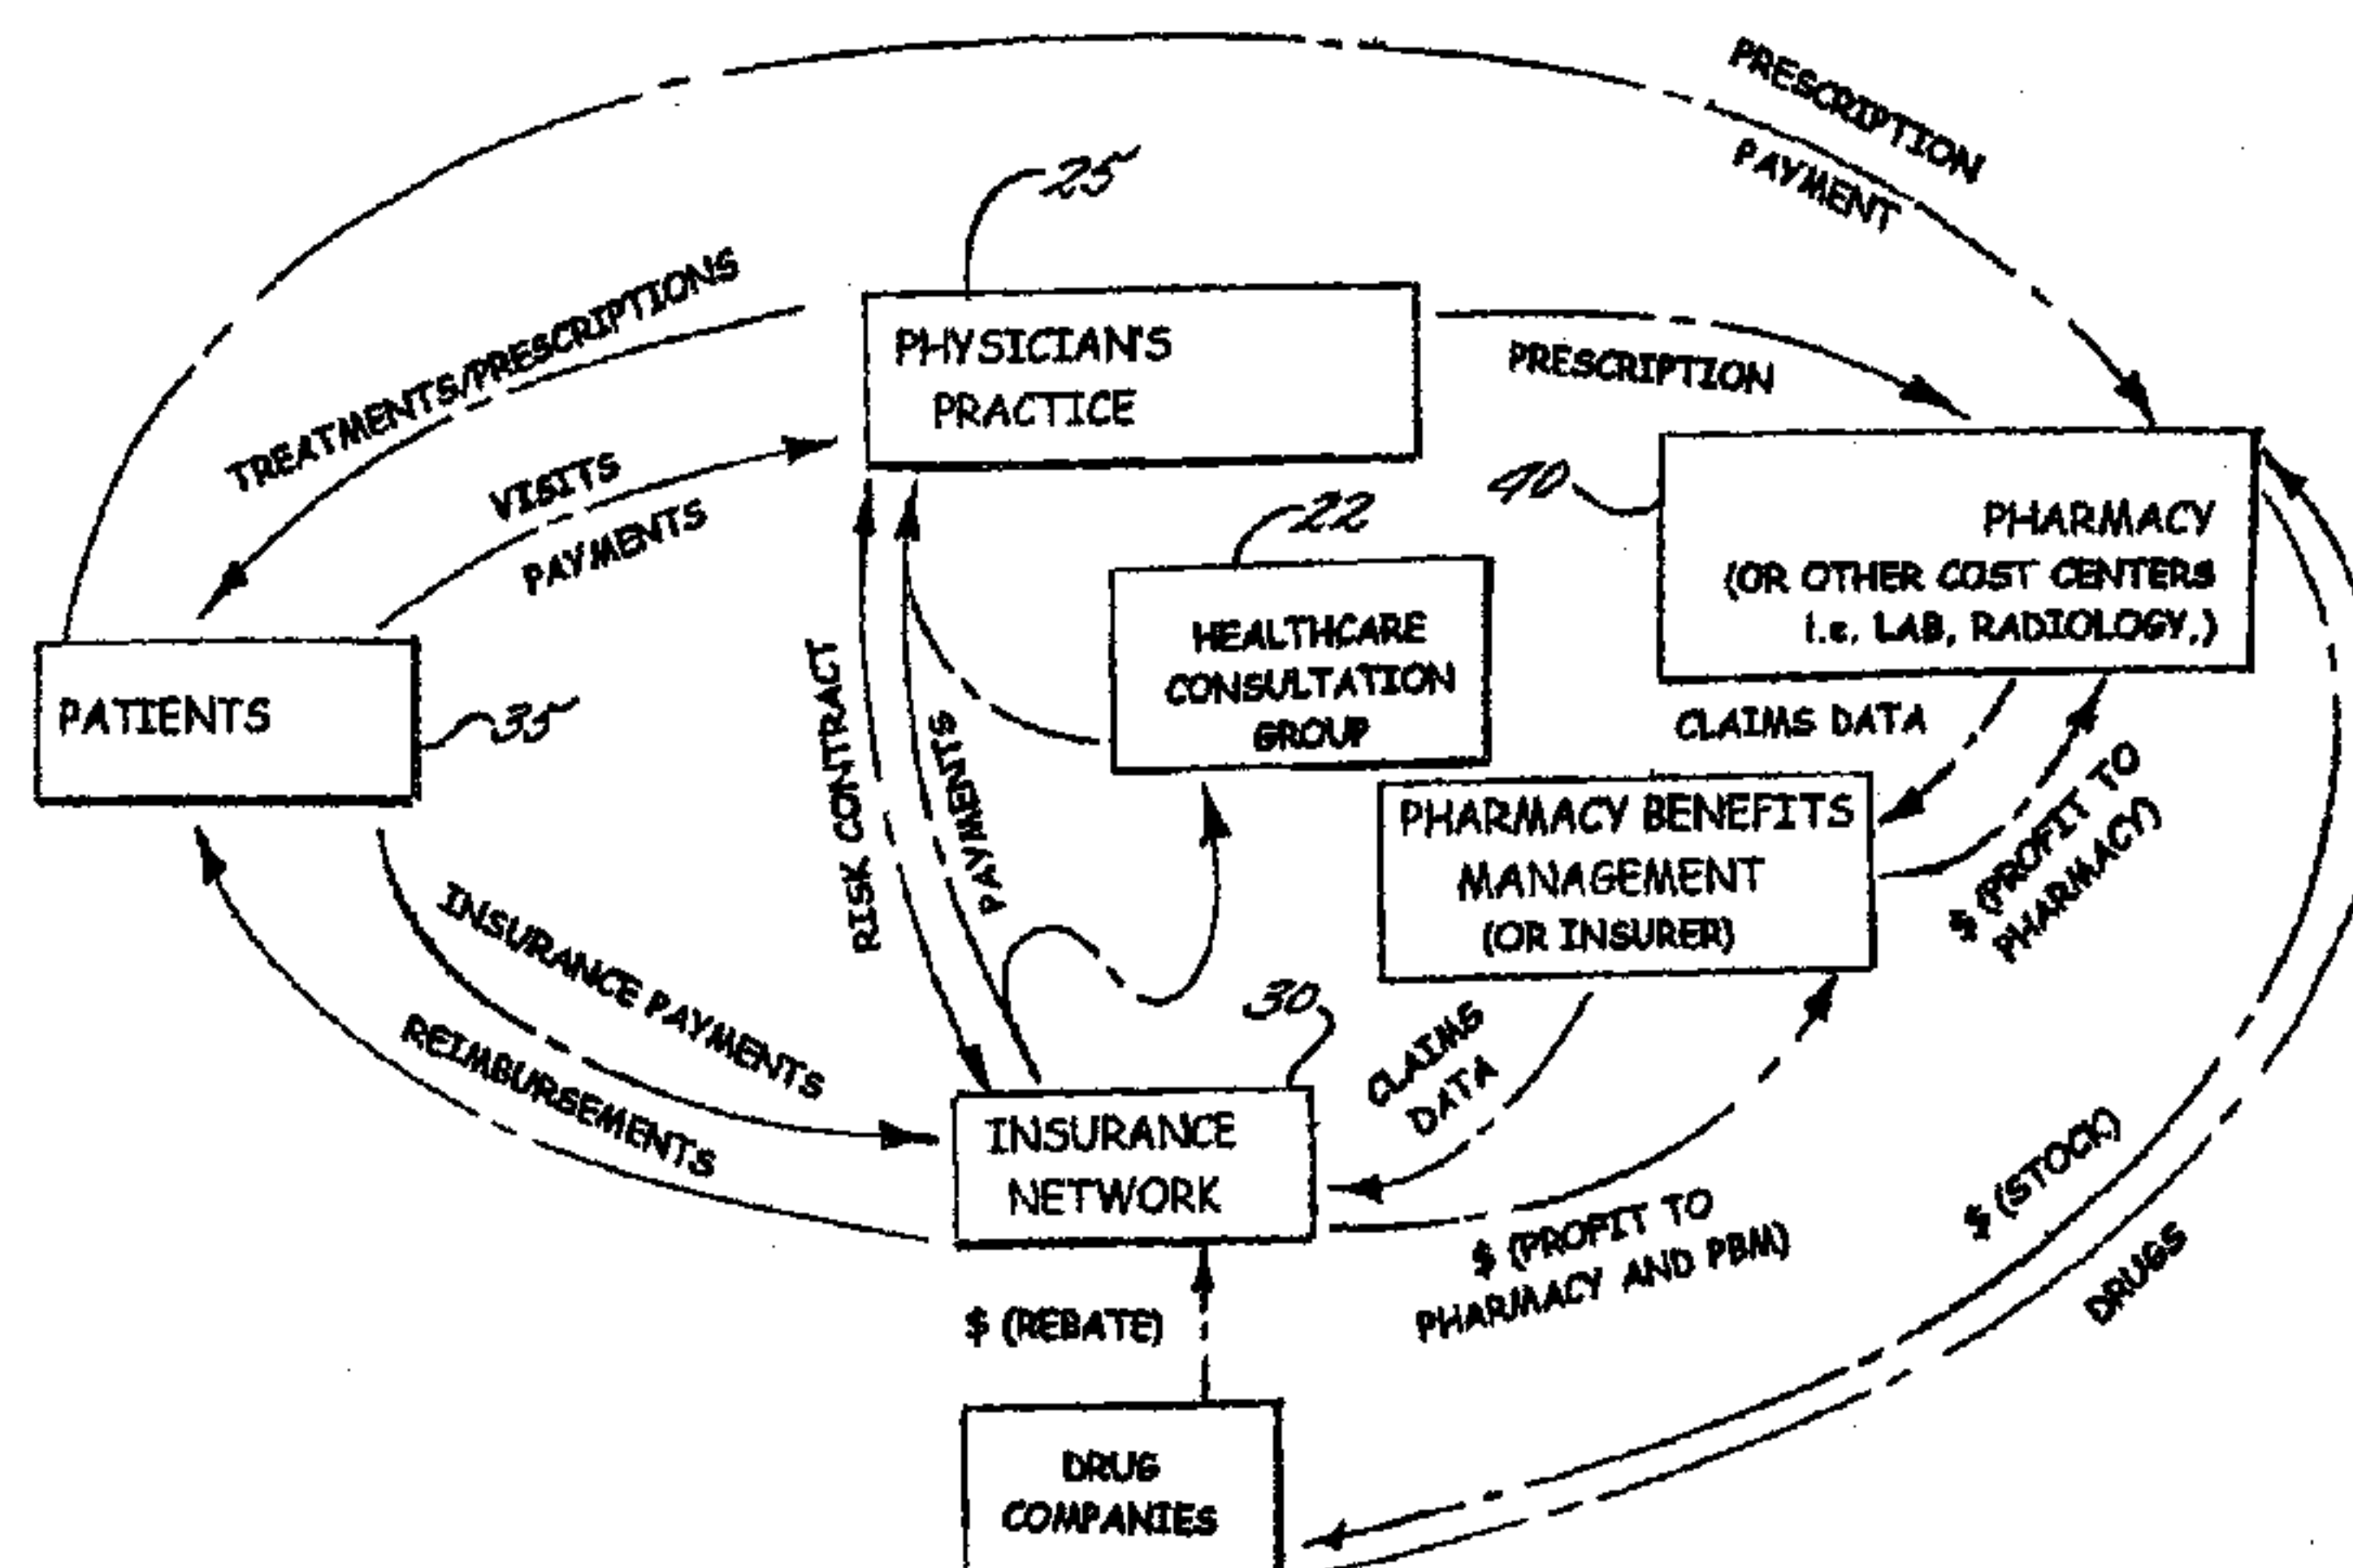 PRESCRIPTION
PAYMENT
25
TREATMENTS/PRESCRIPTIONS
VISITS
PAYMENTS
PHYSICIAN'S
PRACTICE
PRESCRIPTION
40
PHARMACY
(OR OTHER COST CENTERS
i.e. LAB, RADIOLOGY,)
22
HEALTHCARE
CONSULTATION
GROUP
PATIENTS
35
RISK CONTRACT
PAYMENTS
CLAIMS DATA
$ (PROFIT TO
PHARMACY)
PHARMACY BENEFITS
MANAGEMENT
(OR INSURER)
INSURANCE PAYMENTS
REIMBURSEMENTS
30
CLAIMS
DATA
INSURANCE
NETWORK
$ (PROFIT TO
PHARMACY AND PBM)
$ (STOCK)
DRUGS
$ (REBATE)
DRUG
COMPANIES